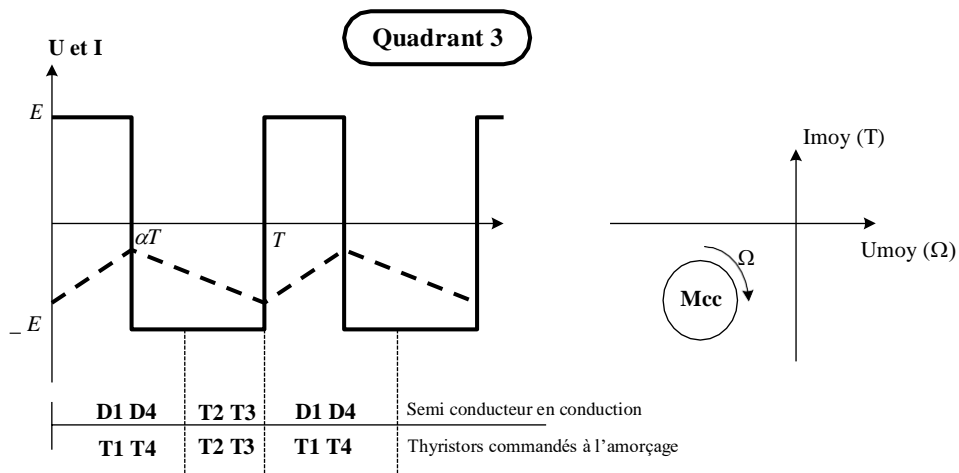 Quadrant 3
U et I
E
αT
T
_ E
D1 D4 T2 T3 D1 D4 Semi conducteur en conduction
T1 T4 T2 T3 T1 T4 Thyristors commandés à l'amorçage
Imoy (T)
Umoy (Ω)
Ω
Mcc